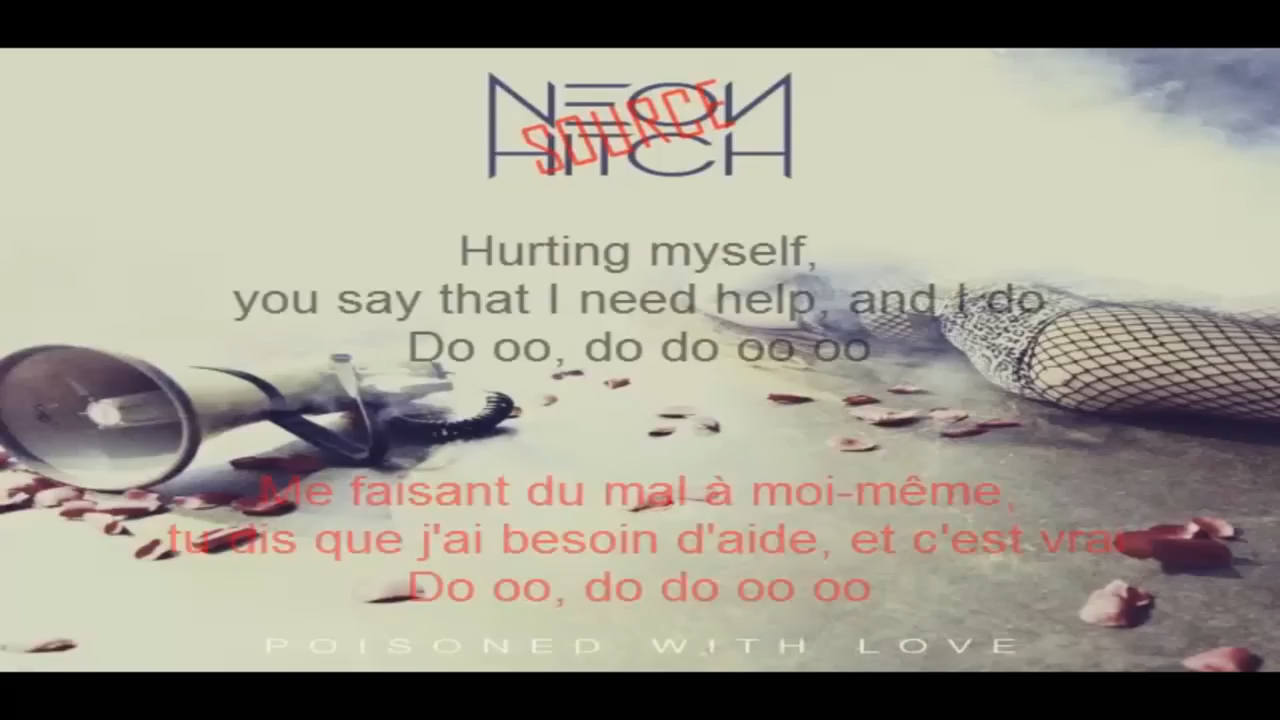 NEON
SOURCE
HITCH
Hurting myself,
you say that I need help, and I do
Do oo, do do oo oo
Me faisant du mal à moi-même,
tu dis que j'ai besoin d'aide, et c'est vrai
Do oo, do do oo oo
POISONED WITH LOVE